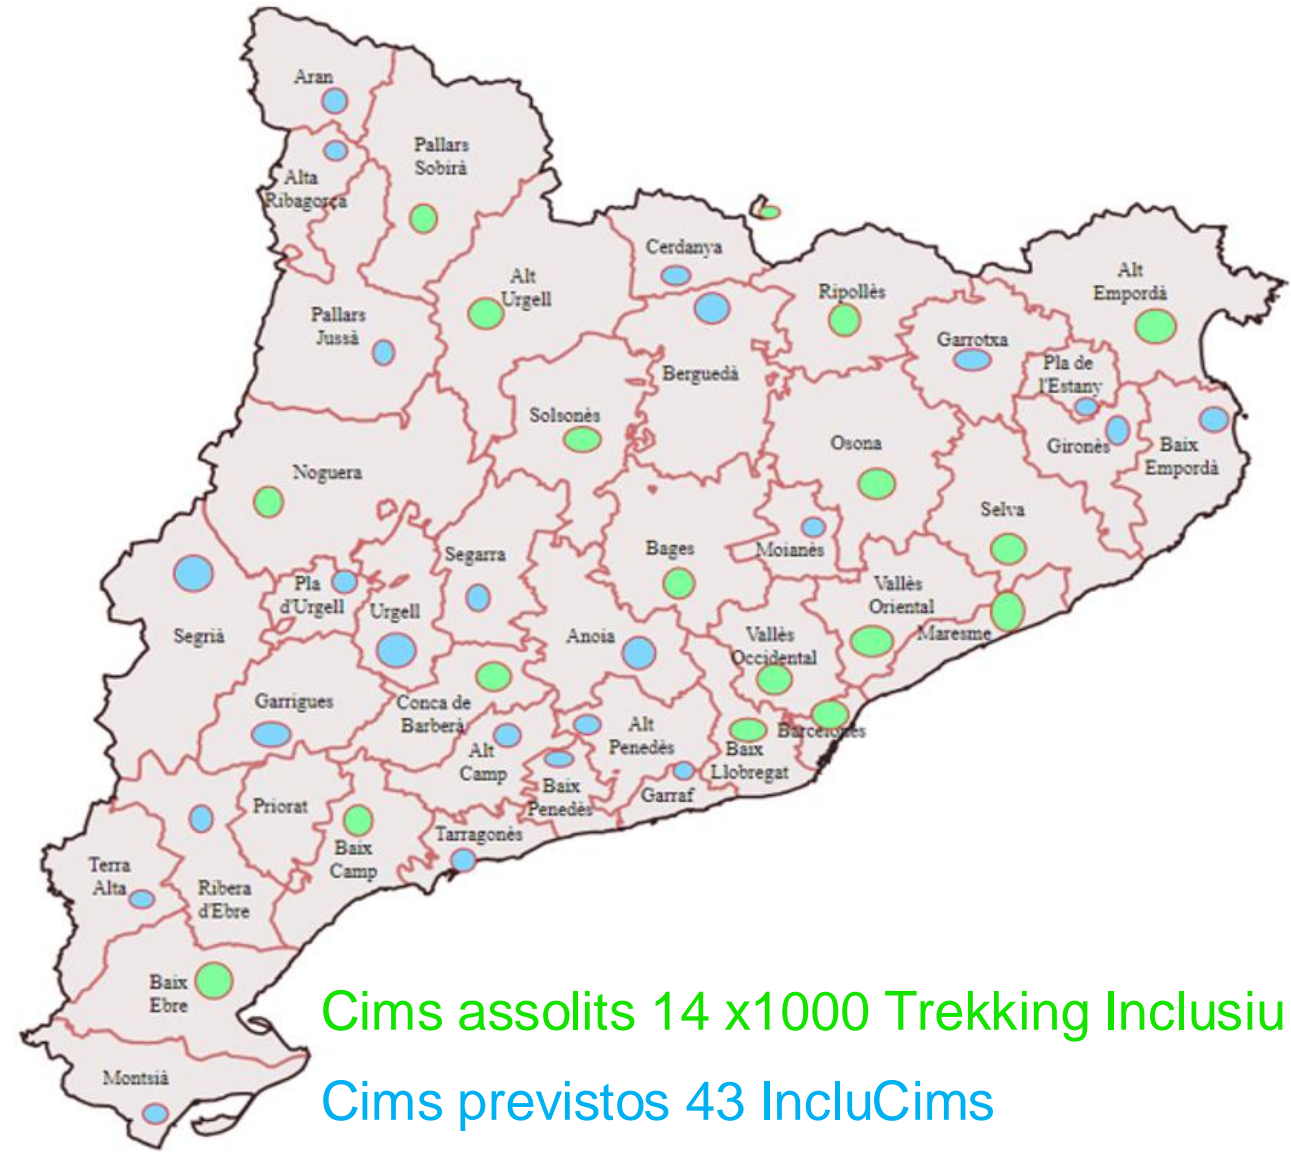 Aran
Pallars
Sobirà
Alta
Ribagorça
Cerdanya
Alt
Urgell
Ripollès
Alt
Empordà
Pallars
Jussà
Garrotxa
Pla de
l'Estany
Berguedà
Solsonès
Osona
Gironès
Baix
Empordà
Noguera
Selva
Segarra
Bages
Moianès
Pla
d'Urgell
Urgell
Vallès
Oriental
Segrià
Anoia
Vallès
Occidental
Maresme
Garrigues
Conca de
Barberà
Alt
Penedès
Barcelonès
Alt
Camp
Baix
Llobregat
Baix
Penedès
Garraf
Priorat
Tarragonès
Baix
Camp
Terra
Alta
Ribera
d'Ebre
Baix
Ebre
Montsià
Cims assolits 14 x1000 Trekking Inclusiu
Cims previstos 43 IncluCims